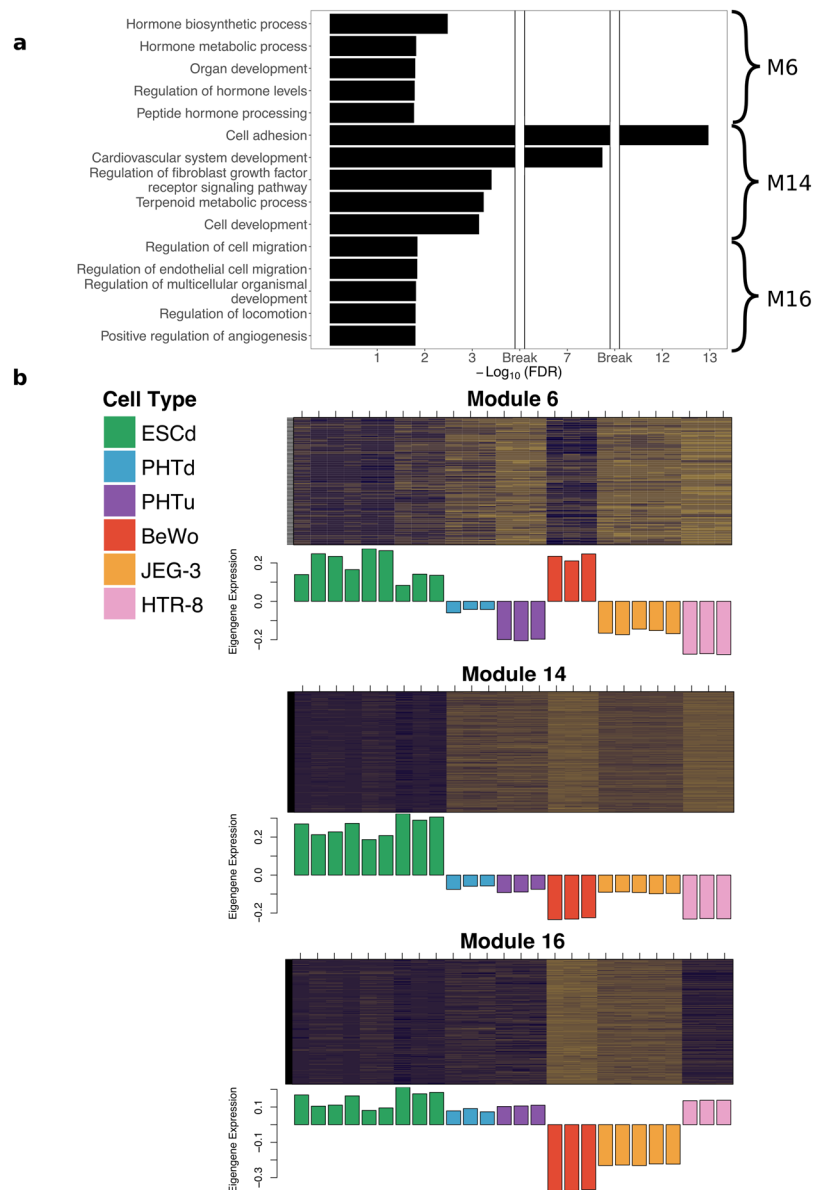 a
Hormone biosynthetic process
Hormone metabolic process
Organ development
Regulation of hormone levels
Peptide hormone processing
M6
Cell adhesion
Cardiovascular system development
Regulation of fibroblast growth factor
receptor signaling pathway
Terpenoid metabolic process
Cell development
M14
Regulation of cell migration
Regulation of endothelial cell migration
Regulation of multicellular organismal
development
Regulation of locomotion
Positive regulation of angiogenesis
M16
1 2 3 Break 7 Break 12 13
−Log₁₀ (FDR)
b
Cell Type
ESCd
PHTd
PHTu
BeWo
JEG-3
HTR-8
Module 6
Eigengene Expression
0.2
0.0
−0.2
Module 14
Eigengene Expression
0.2
0.0
−0.2
Module 16
Eigengene Expression
0.1
−0.1
−0.3